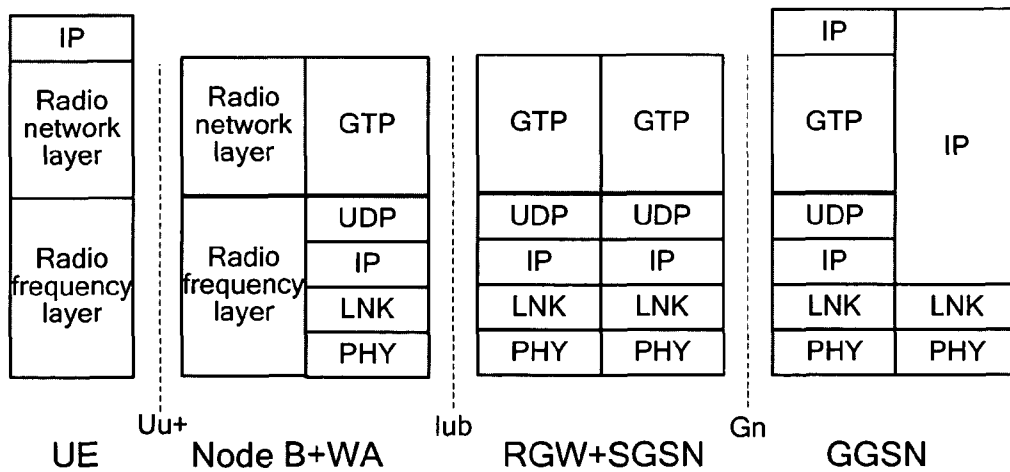 IP
Radio
network
layer
Radio
frequency
layer
UE
Uu+
Radio
network
layer
GTP
Radio
frequency
layer
UDP
IP
LNK
PHY
Node B+WA
Iub
GTP
GTP
UDP
UDP
IP
IP
LNK
LNK
PHY
PHY
RGW+SGSN
Gn
IP
GTP
IP
UDP
IP
LNK
LNK
PHY
PHY
GGSN